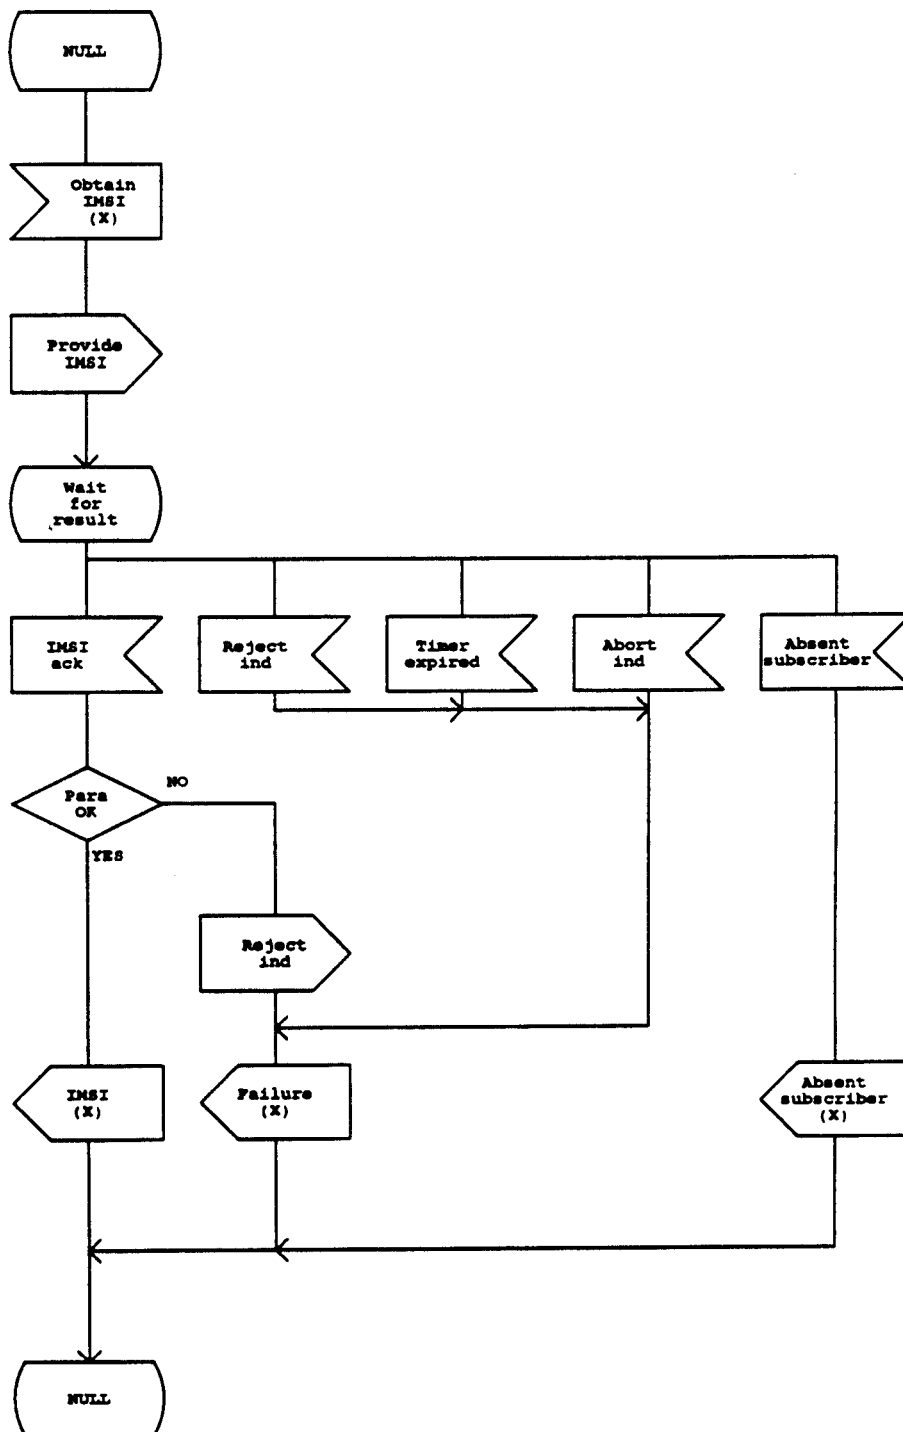 NULL
Obtain
IMSI
(X)
Provide
IMSI
Wait
for
result
IMSI
ack
Reject
ind
Timer
expired
Abort
ind
Absent
subscriber
Para
OK
NO
YES
Reject
ind
IMSI
(X)
Failure
(X)
Absent
subscriber
(X)
NULL